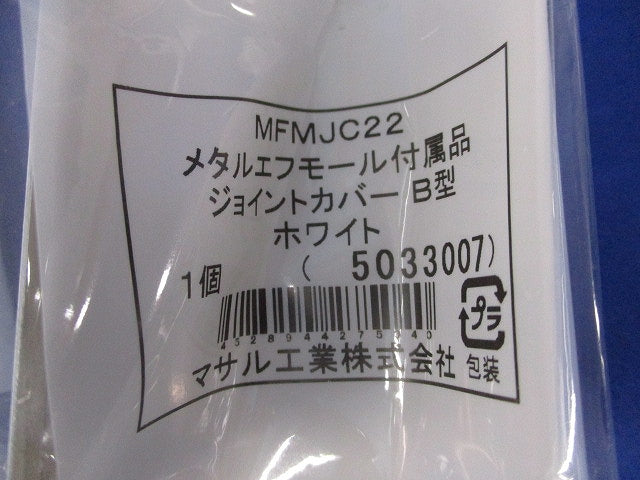 MFMJC22
メタルエフモール付属品
ジョイントカバー B型
ホワイト
1個 （ 5033007）
4528944275340
プラ
マサル工業株式会社 包装